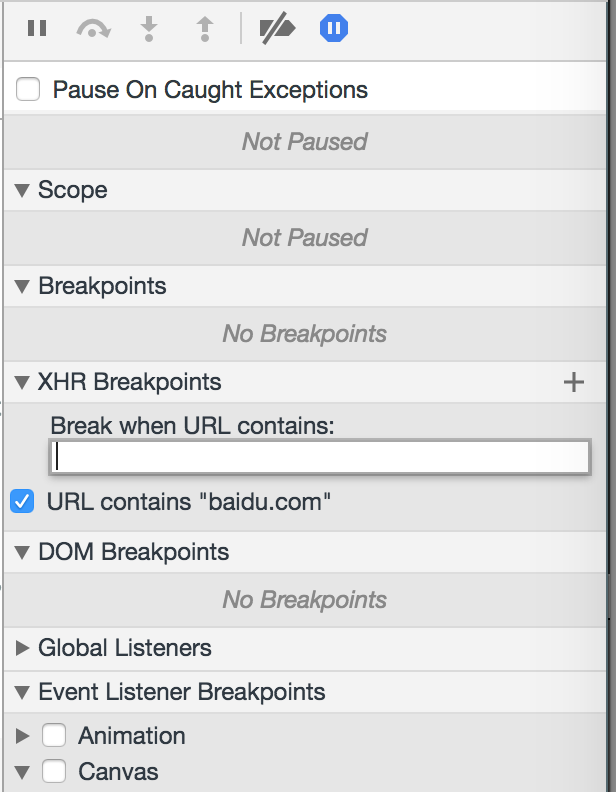 Pause On Caught Exceptions
Not Paused
Scope
Not Paused
Breakpoints
No Breakpoints
XHR Breakpoints
Break when URL contains:
URL contains "baidu.com"
DOM Breakpoints
No Breakpoints
Global Listeners
Event Listener Breakpoints
Animation
Canvas